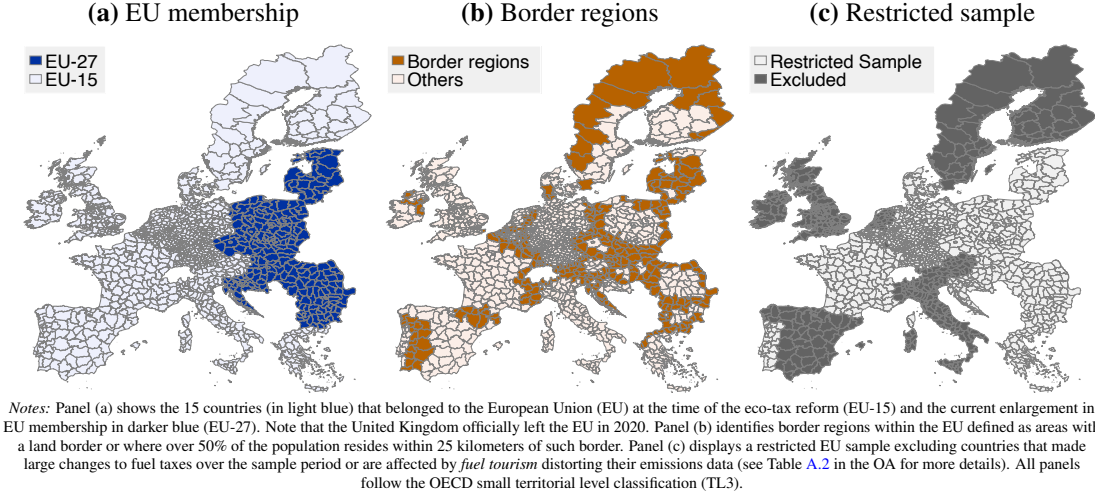 (a) EU membership
(b) Border regions
(c) Restricted sample
EU-27
EU-15
Border regions
Others
Restricted Sample
Excluded
Notes: Panel (a) shows the 15 countries (in light blue) that belonged to the European Union (EU) at the time of the eco-tax reform (EU-15) and the current enlargement in
EU membership in darker blue (EU-27). Note that the United Kingdom officially left the EU in 2020. Panel (b) identifies border regions within the EU defined as areas with
a land border or where over 50% of the population resides within 25 kilometers of such border. Panel (c) displays a restricted EU sample excluding countries that made
large changes to fuel taxes over the sample period or are affected by fuel tourism distorting their emissions data (see Table A.2 in the OA for more details). All panels
follow the OECD small territorial level classification (TL3).